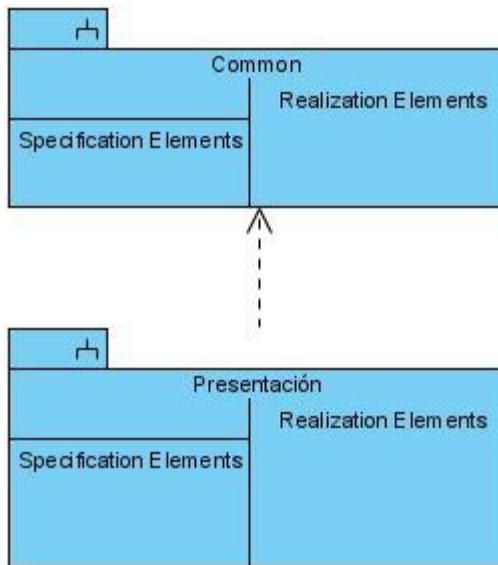 Common
Realization Elements
Specification Elements
Presentación
Realization Elements
Specification Elements